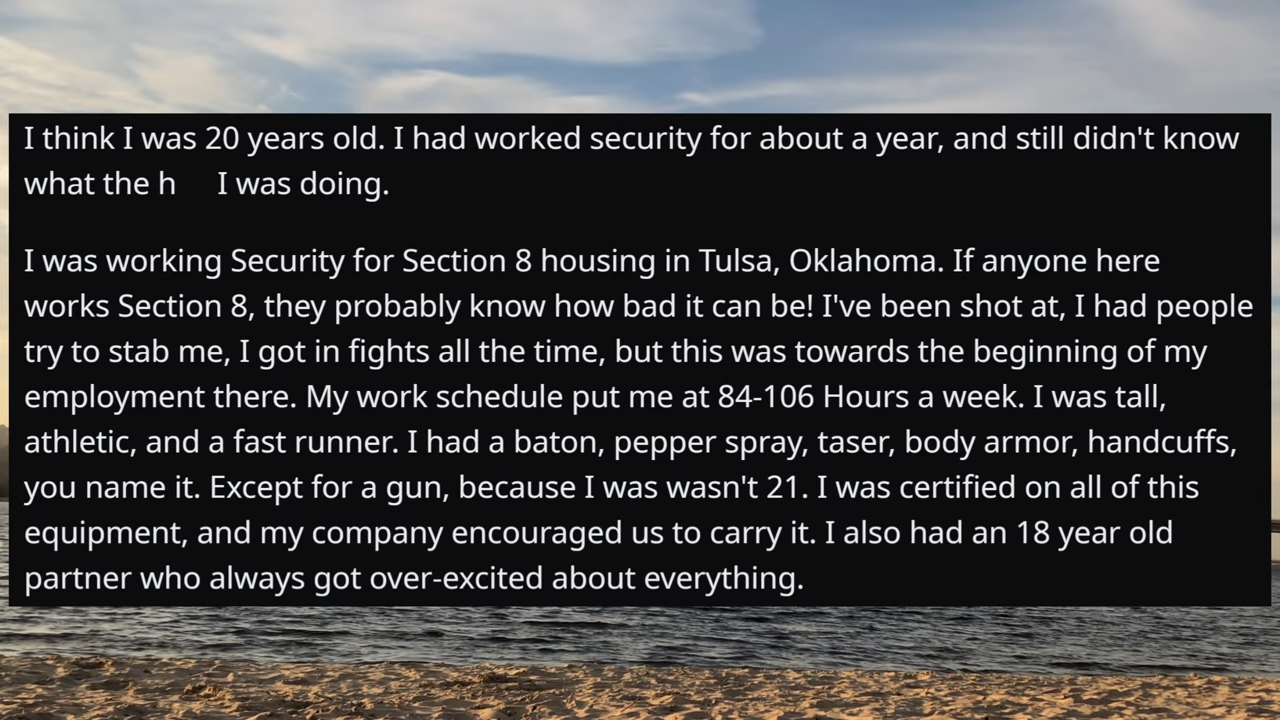 I think I was 20 years old. I had worked security for about a year, and still didn't know
what the h I was doing.
I was working Security for Section 8 housing in Tulsa, Oklahoma. If anyone here
works Section 8, they probably know how bad it can be! I've been shot at, I had people
try to stab me, I got in fights all the time, but this was towards the beginning of my
employment there. My work schedule put me at 84-106 Hours a week. I was tall,
athletic, and a fast runner. I had a baton, pepper spray, taser, body armor, handcuffs,
you name it. Except for a gun, because I was wasn't 21. I was certified on all of this
equipment, and my company encouraged us to carry it. I also had an 18 year old
partner who always got over-excited about everything.